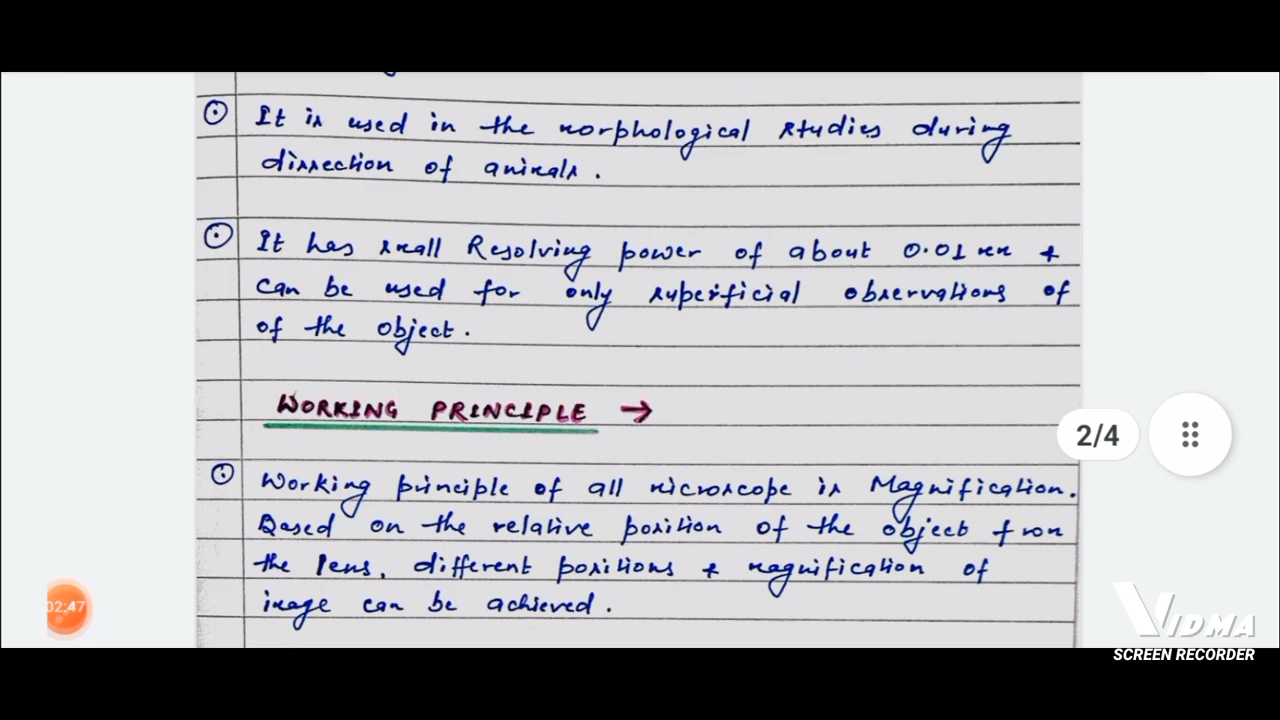 ⊙ It is used in the morphological studies during
dissection of animals.
⊙ It has small Resolving power of about 0.01 mm &
can be used for only superficial observations of
of the object.
WORKING PRINCIPLE →
⊙ Working principle of all microscope is Magnification.
Based on the relative position of the object from
the lens, different positions & magnification of
image can be achieved.
2/4
02:47
VIDMA
SCREEN RECORDER